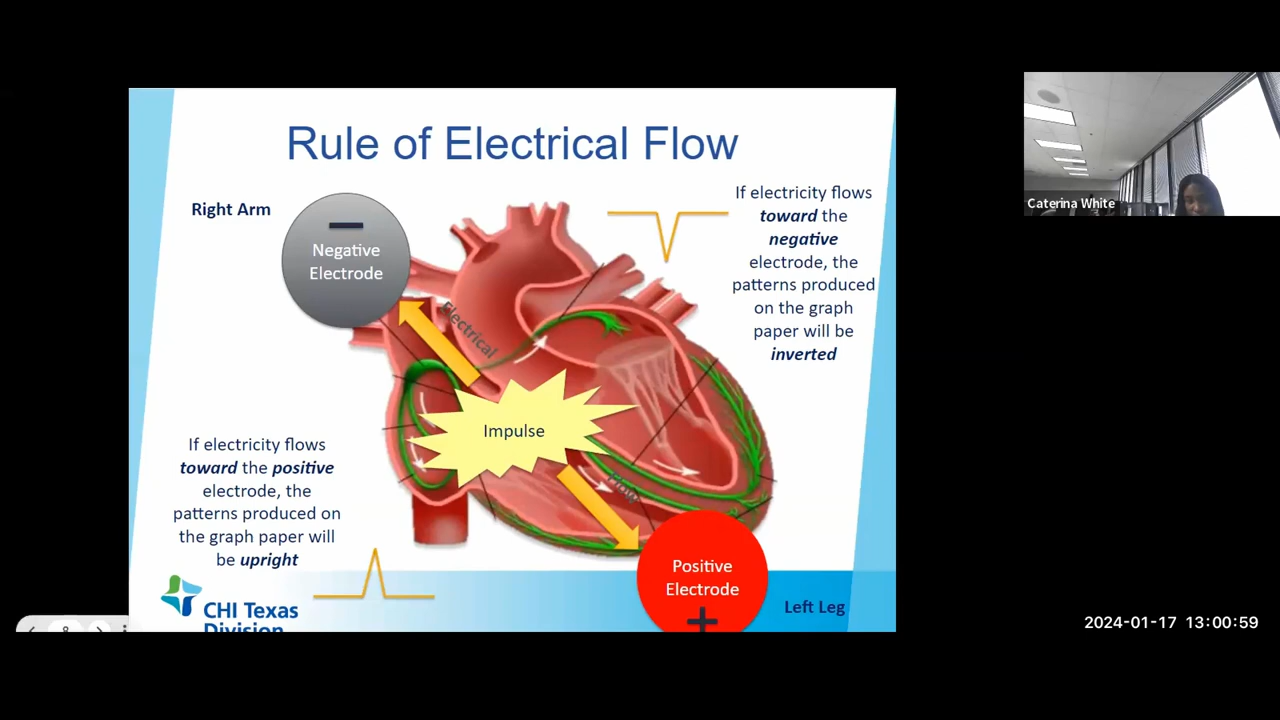 Rule of Electrical Flow
Right Arm
Negative
Electrode
If electricity flows
toward the
negative
electrode, the
patterns produced
on the graph
paper will be
inverted
Electrical
Impulse
Flow
If electricity flows
toward the positive
electrode, the
patterns produced on
the graph paper will
be upright
Positive
Electrode
+
Left Leg
CHI Texas
Division
8
Caterina White
2024-01-17 13:00:59